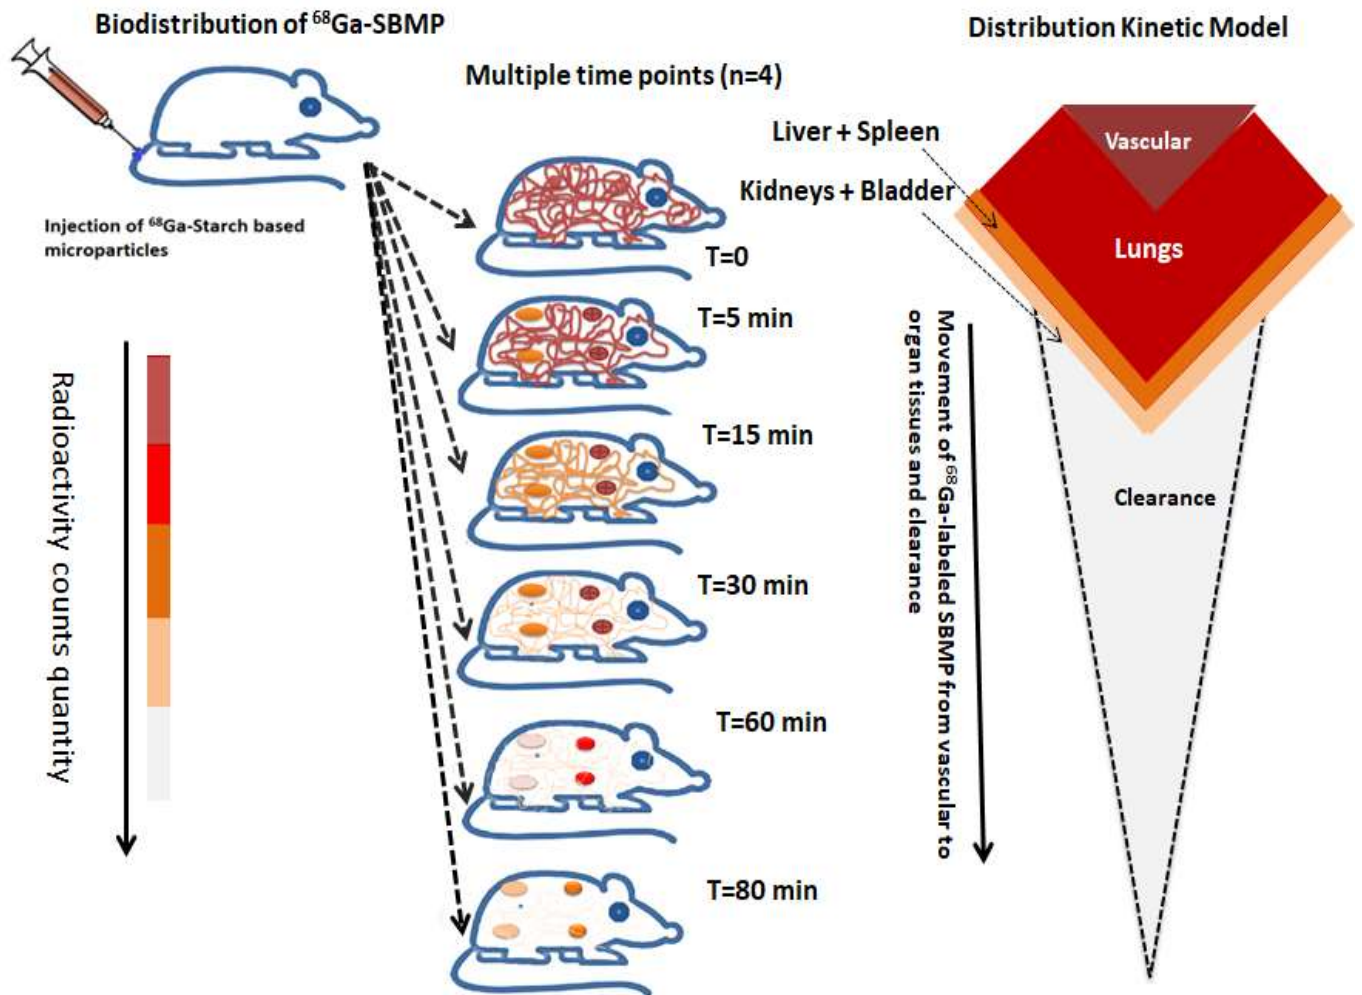 Biodistribution of ⁶⁸Ga-SBMP
Injection of ⁶⁸Ga-Starch based
microparticles
Radioactivity counts quantity
Multiple time points (n=4)
T=0
T=5 min
T=15 min
T=30 min
T=60 min
T=80 min
Distribution Kinetic Model
Liver + Spleen
Kidneys + Bladder
Vascular
Lungs
Clearance
Movement of ⁶⁸Ga-labeled SBMP from vascular to
organ tissues and clearance